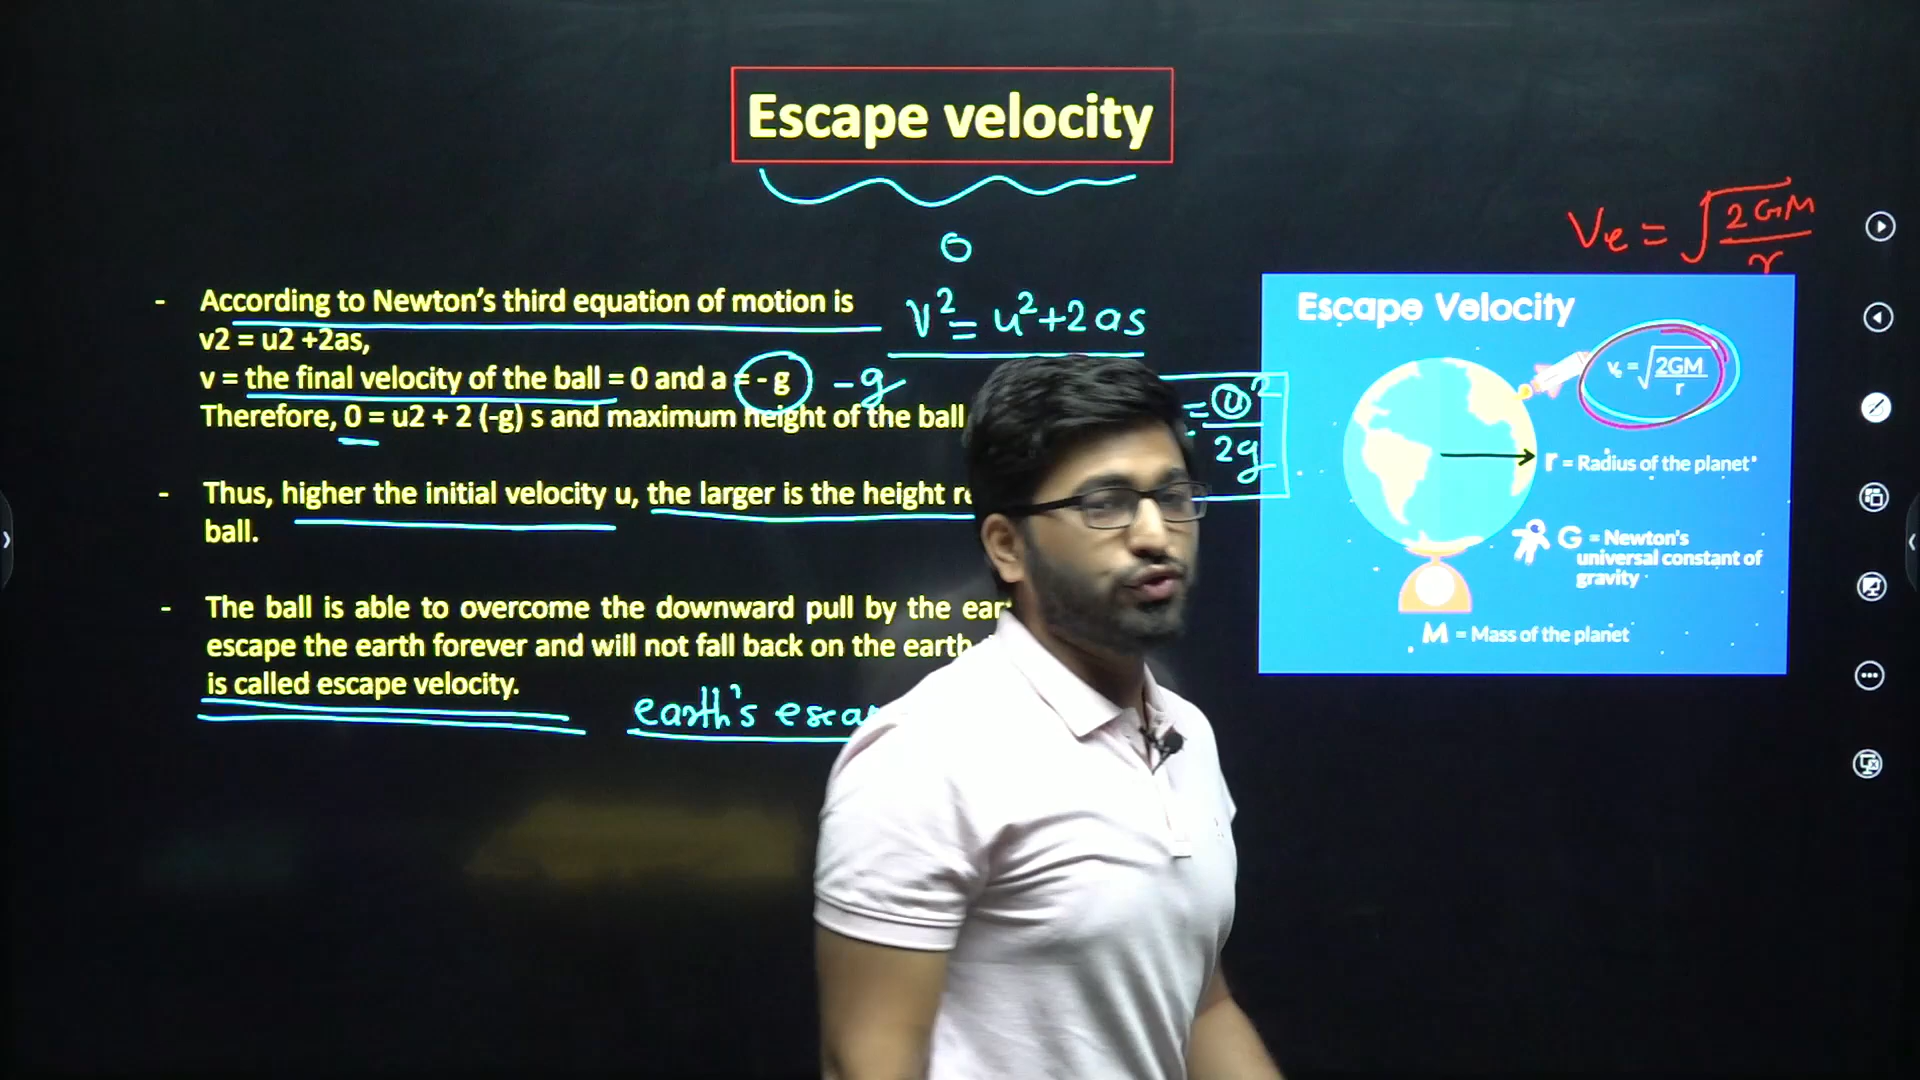 Escape velocity
0
- According to Newton's third equation of motion is
v² = u²+2as
v2 = u2 +2as,
v = the final velocity of the ball = 0 and a = - g
-g
Therefore, 0 = u2 + 2 (-g) s and maximum height of the ball
= u²
2g
- Thus, higher the initial velocity u, the larger is the height
ball.
- The ball is able to overcome the downward pull by the
escape the earth forever and will not fall back on the earth
is called escape velocity.
earth's
Ve = √2GM
r
Escape Velocity
= √2GM
r
r = Radius of the planet
G = Newton's
universal constant of
gravity
M = Mass of the planet